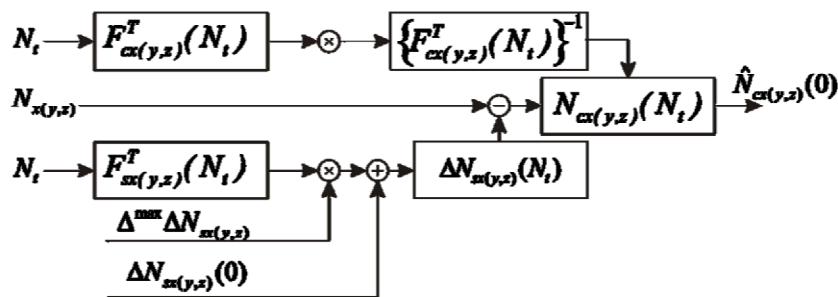 N_t F^T_{cx(y,z)}(N_t) × {F^T_{cx(y,z)}(N_t)}^{-1}
N_{x(y,z)} − N_{cx(y,z)}(N_t) N̂_{cx(y,z)}(0)
N_t F^T_{sx(y,z)}(N_t) × + ΔN_{sx(y,z)}(N_t)
Δ^{max}ΔN_{sx(y,z)}
ΔN_{sx(y,z)}(0)